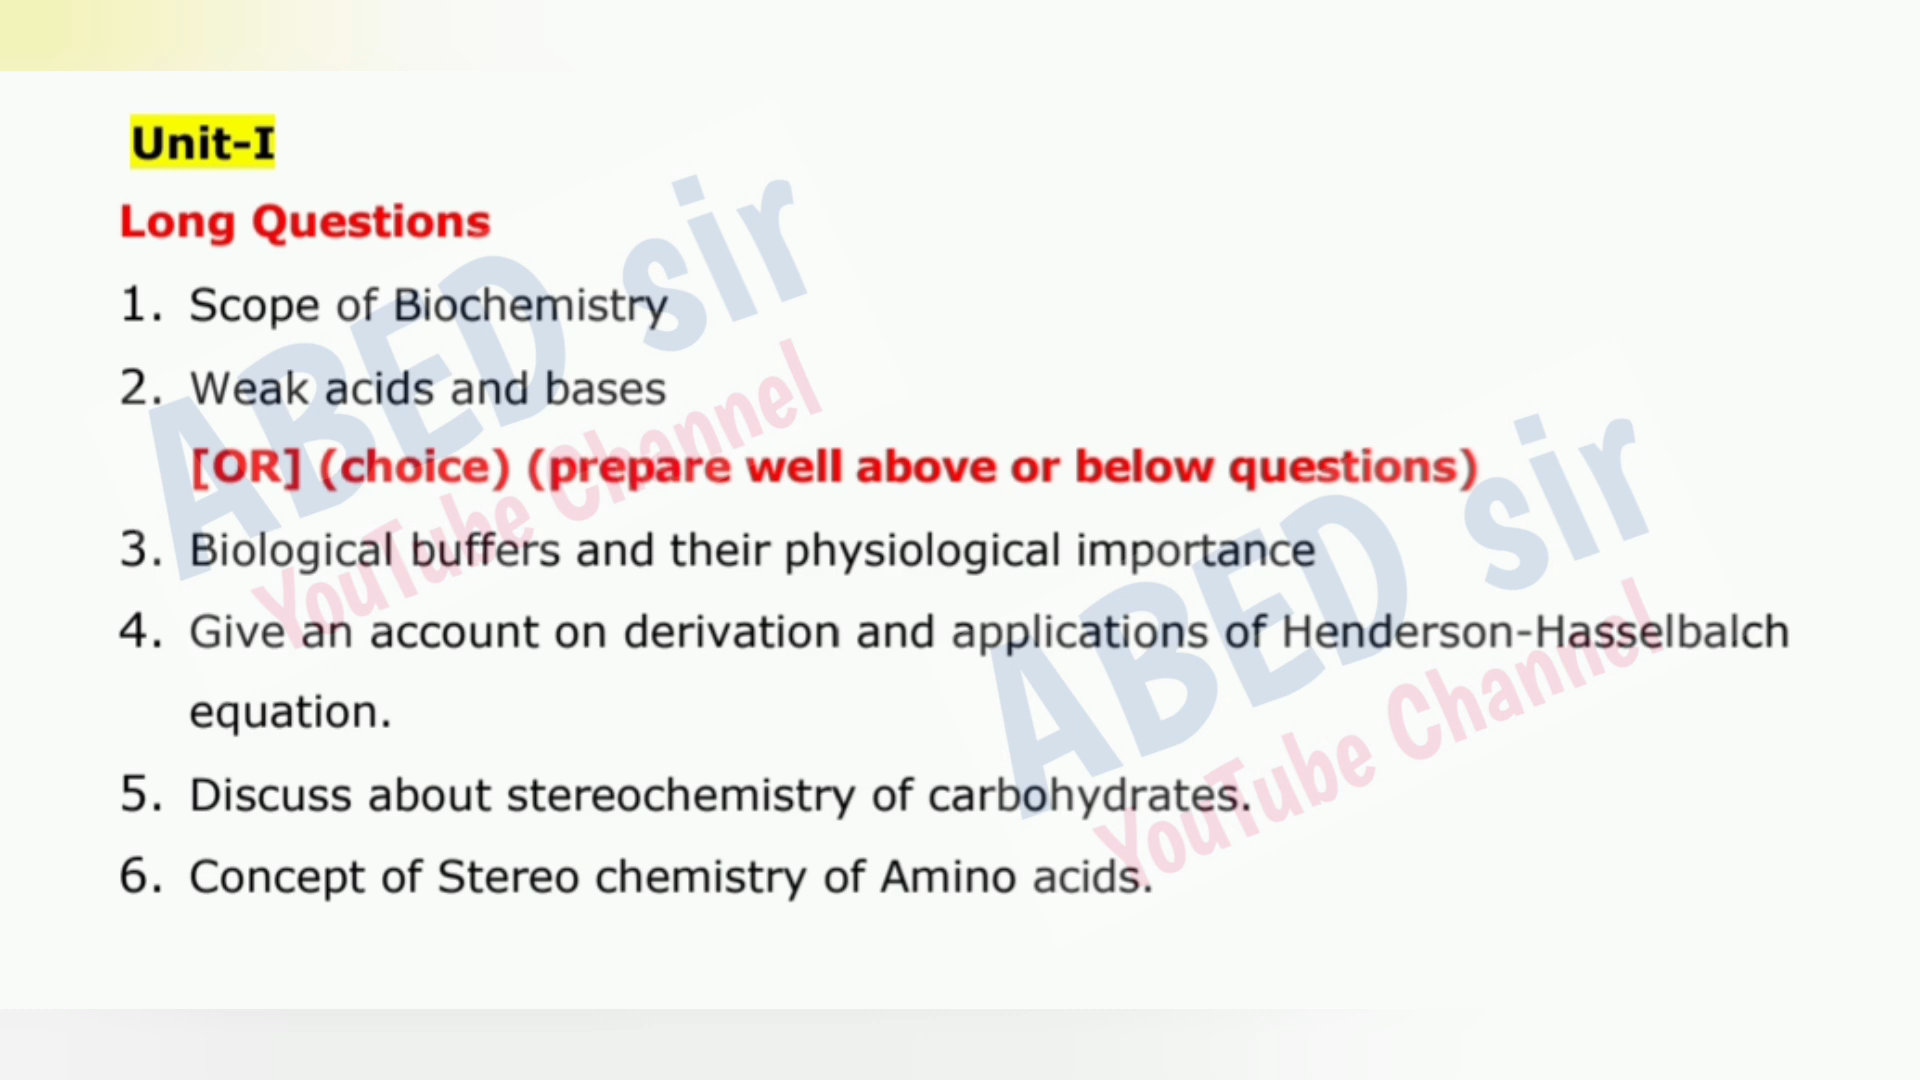 Unit-I
Long Questions
1. Scope of Biochemistry
2. Weak acids and bases
[OR] (choice) (prepare well above or below questions)
3. Biological buffers and their physiological importance
4. Give an account on derivation and applications of Henderson-Hasselbalch
equation.
5. Discuss about stereochemistry of carbohydrates.
6. Concept of Stereo chemistry of Amino acids.
ABED sir
YouTube Channel
ABED sir
YouTube Channel